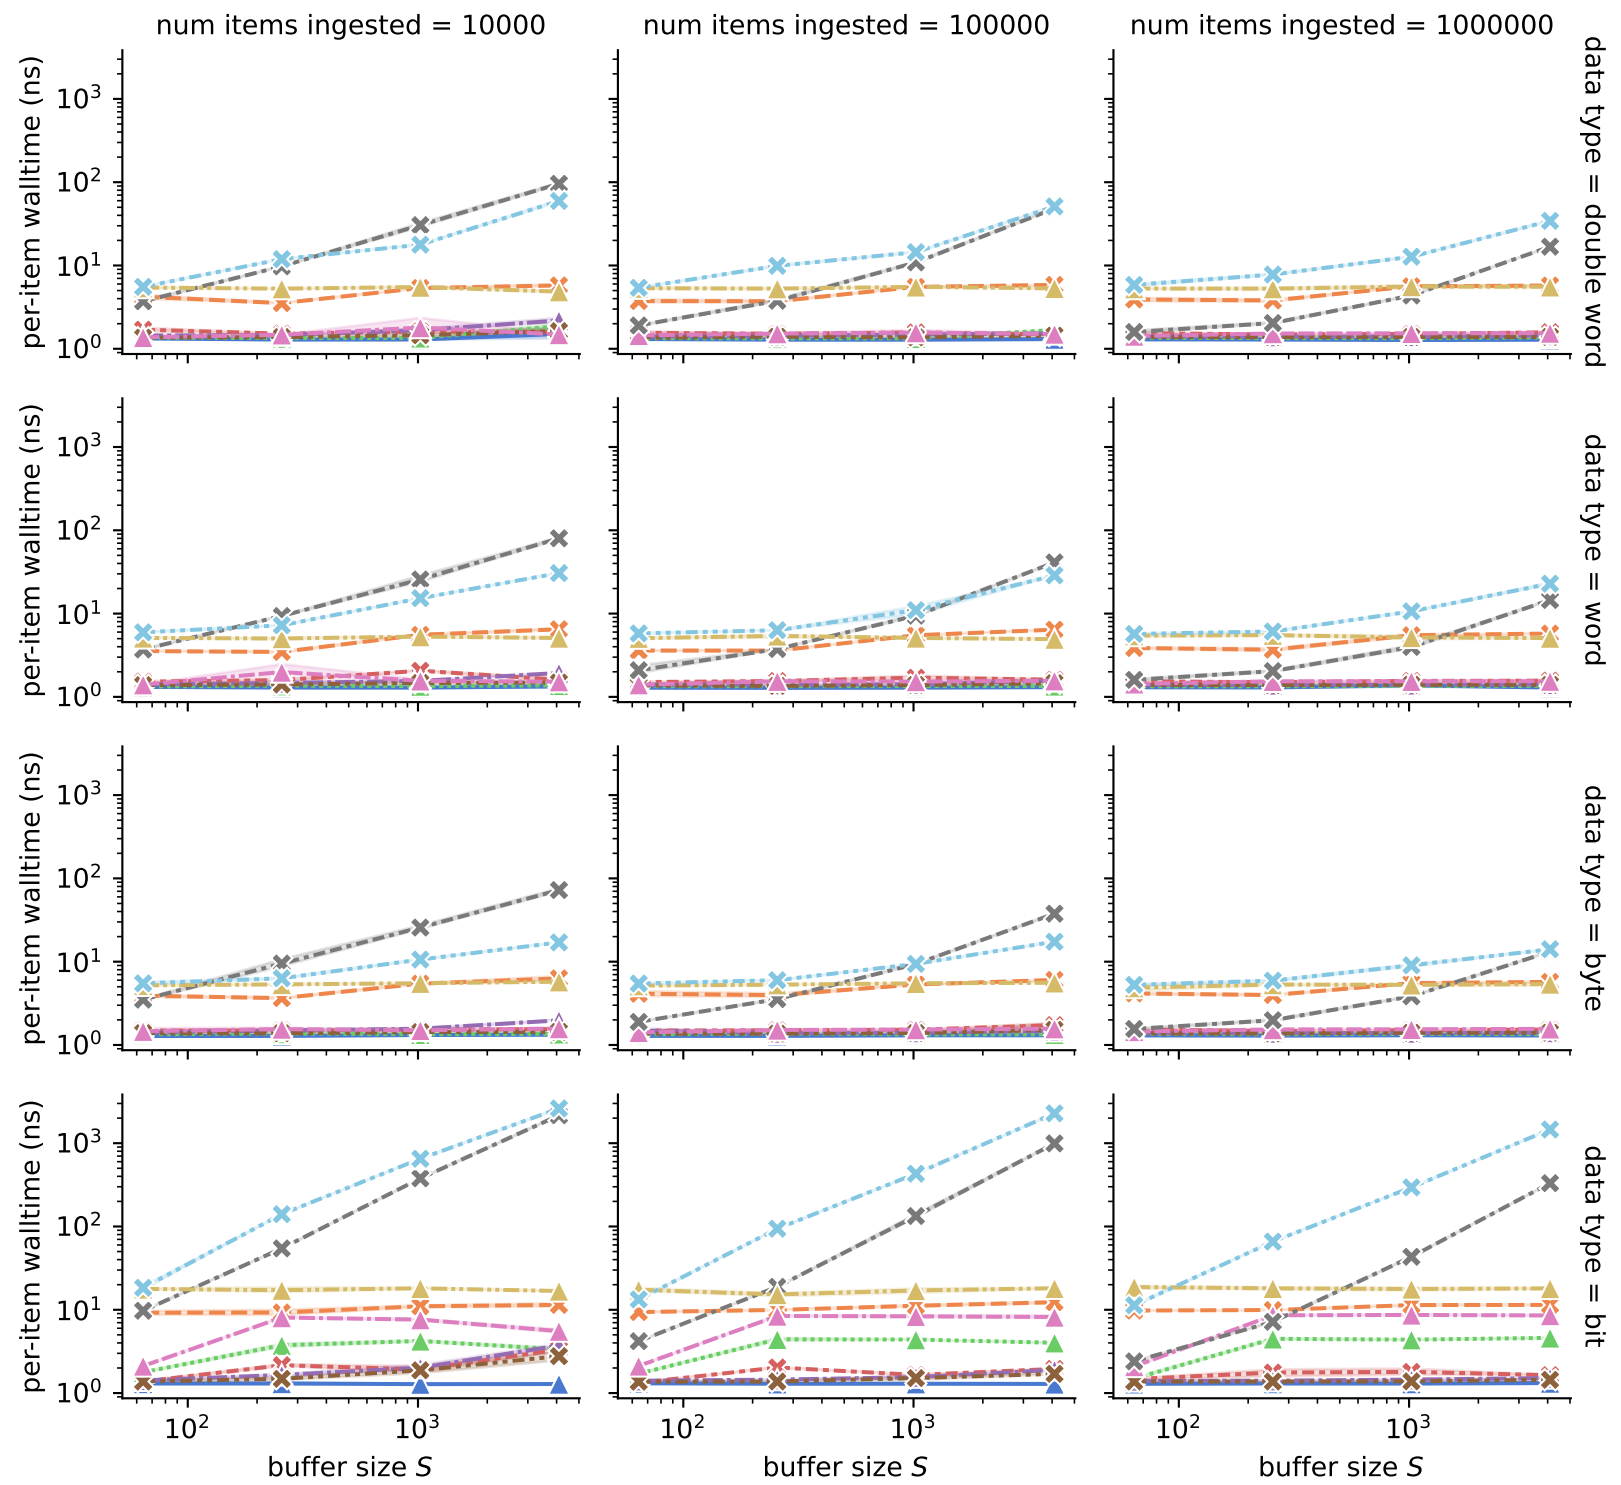 num items ingested = 10000
num items ingested = 100000
num items ingested = 1000000
per-item walltime (ns)
10³
10²
10¹
10⁰
data type = double word
per-item walltime (ns)
10³
10²
10¹
10⁰
data type = word
per-item walltime (ns)
10³
10²
10¹
10⁰
data type = byte
per-item walltime (ns)
10³
10²
10¹
10⁰
data type = bit
10² 10³
10² 10³
10² 10³
buffer size S
buffer size S
buffer size S